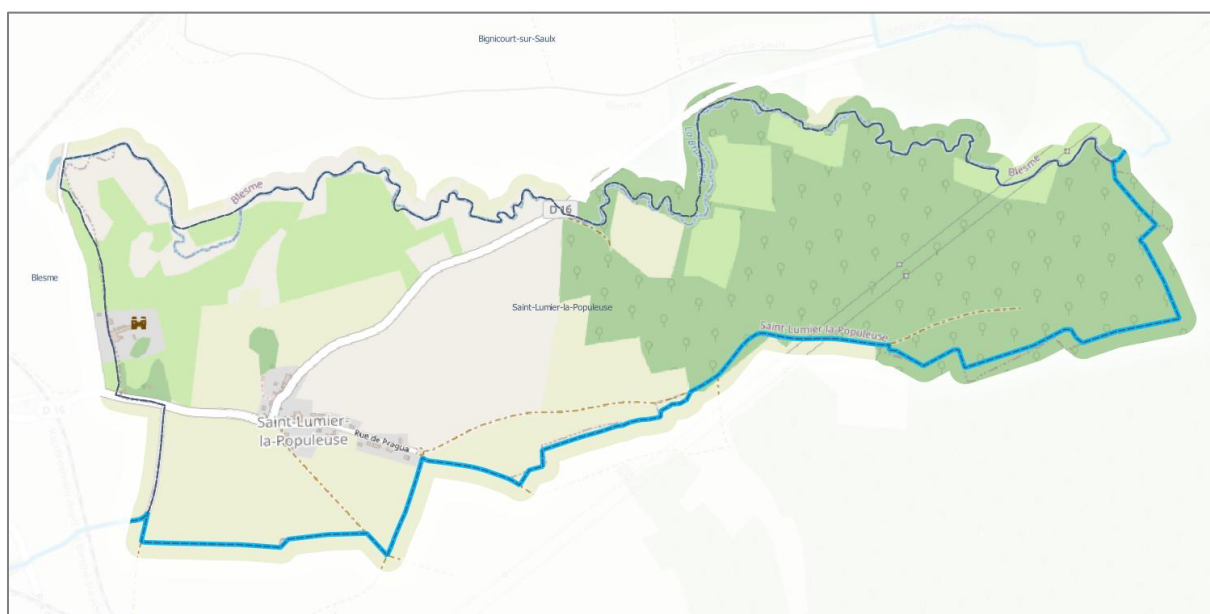 Bignicourt-sur-Saulx
Blesme
Blesme
D 16
Blesme
Blesme
Saint-Lumier-la-Populeuse
Saint-Lumier-la-Populeuse
Saint-Lumier-
la-Populeuse
Rue de Pragua
D 16